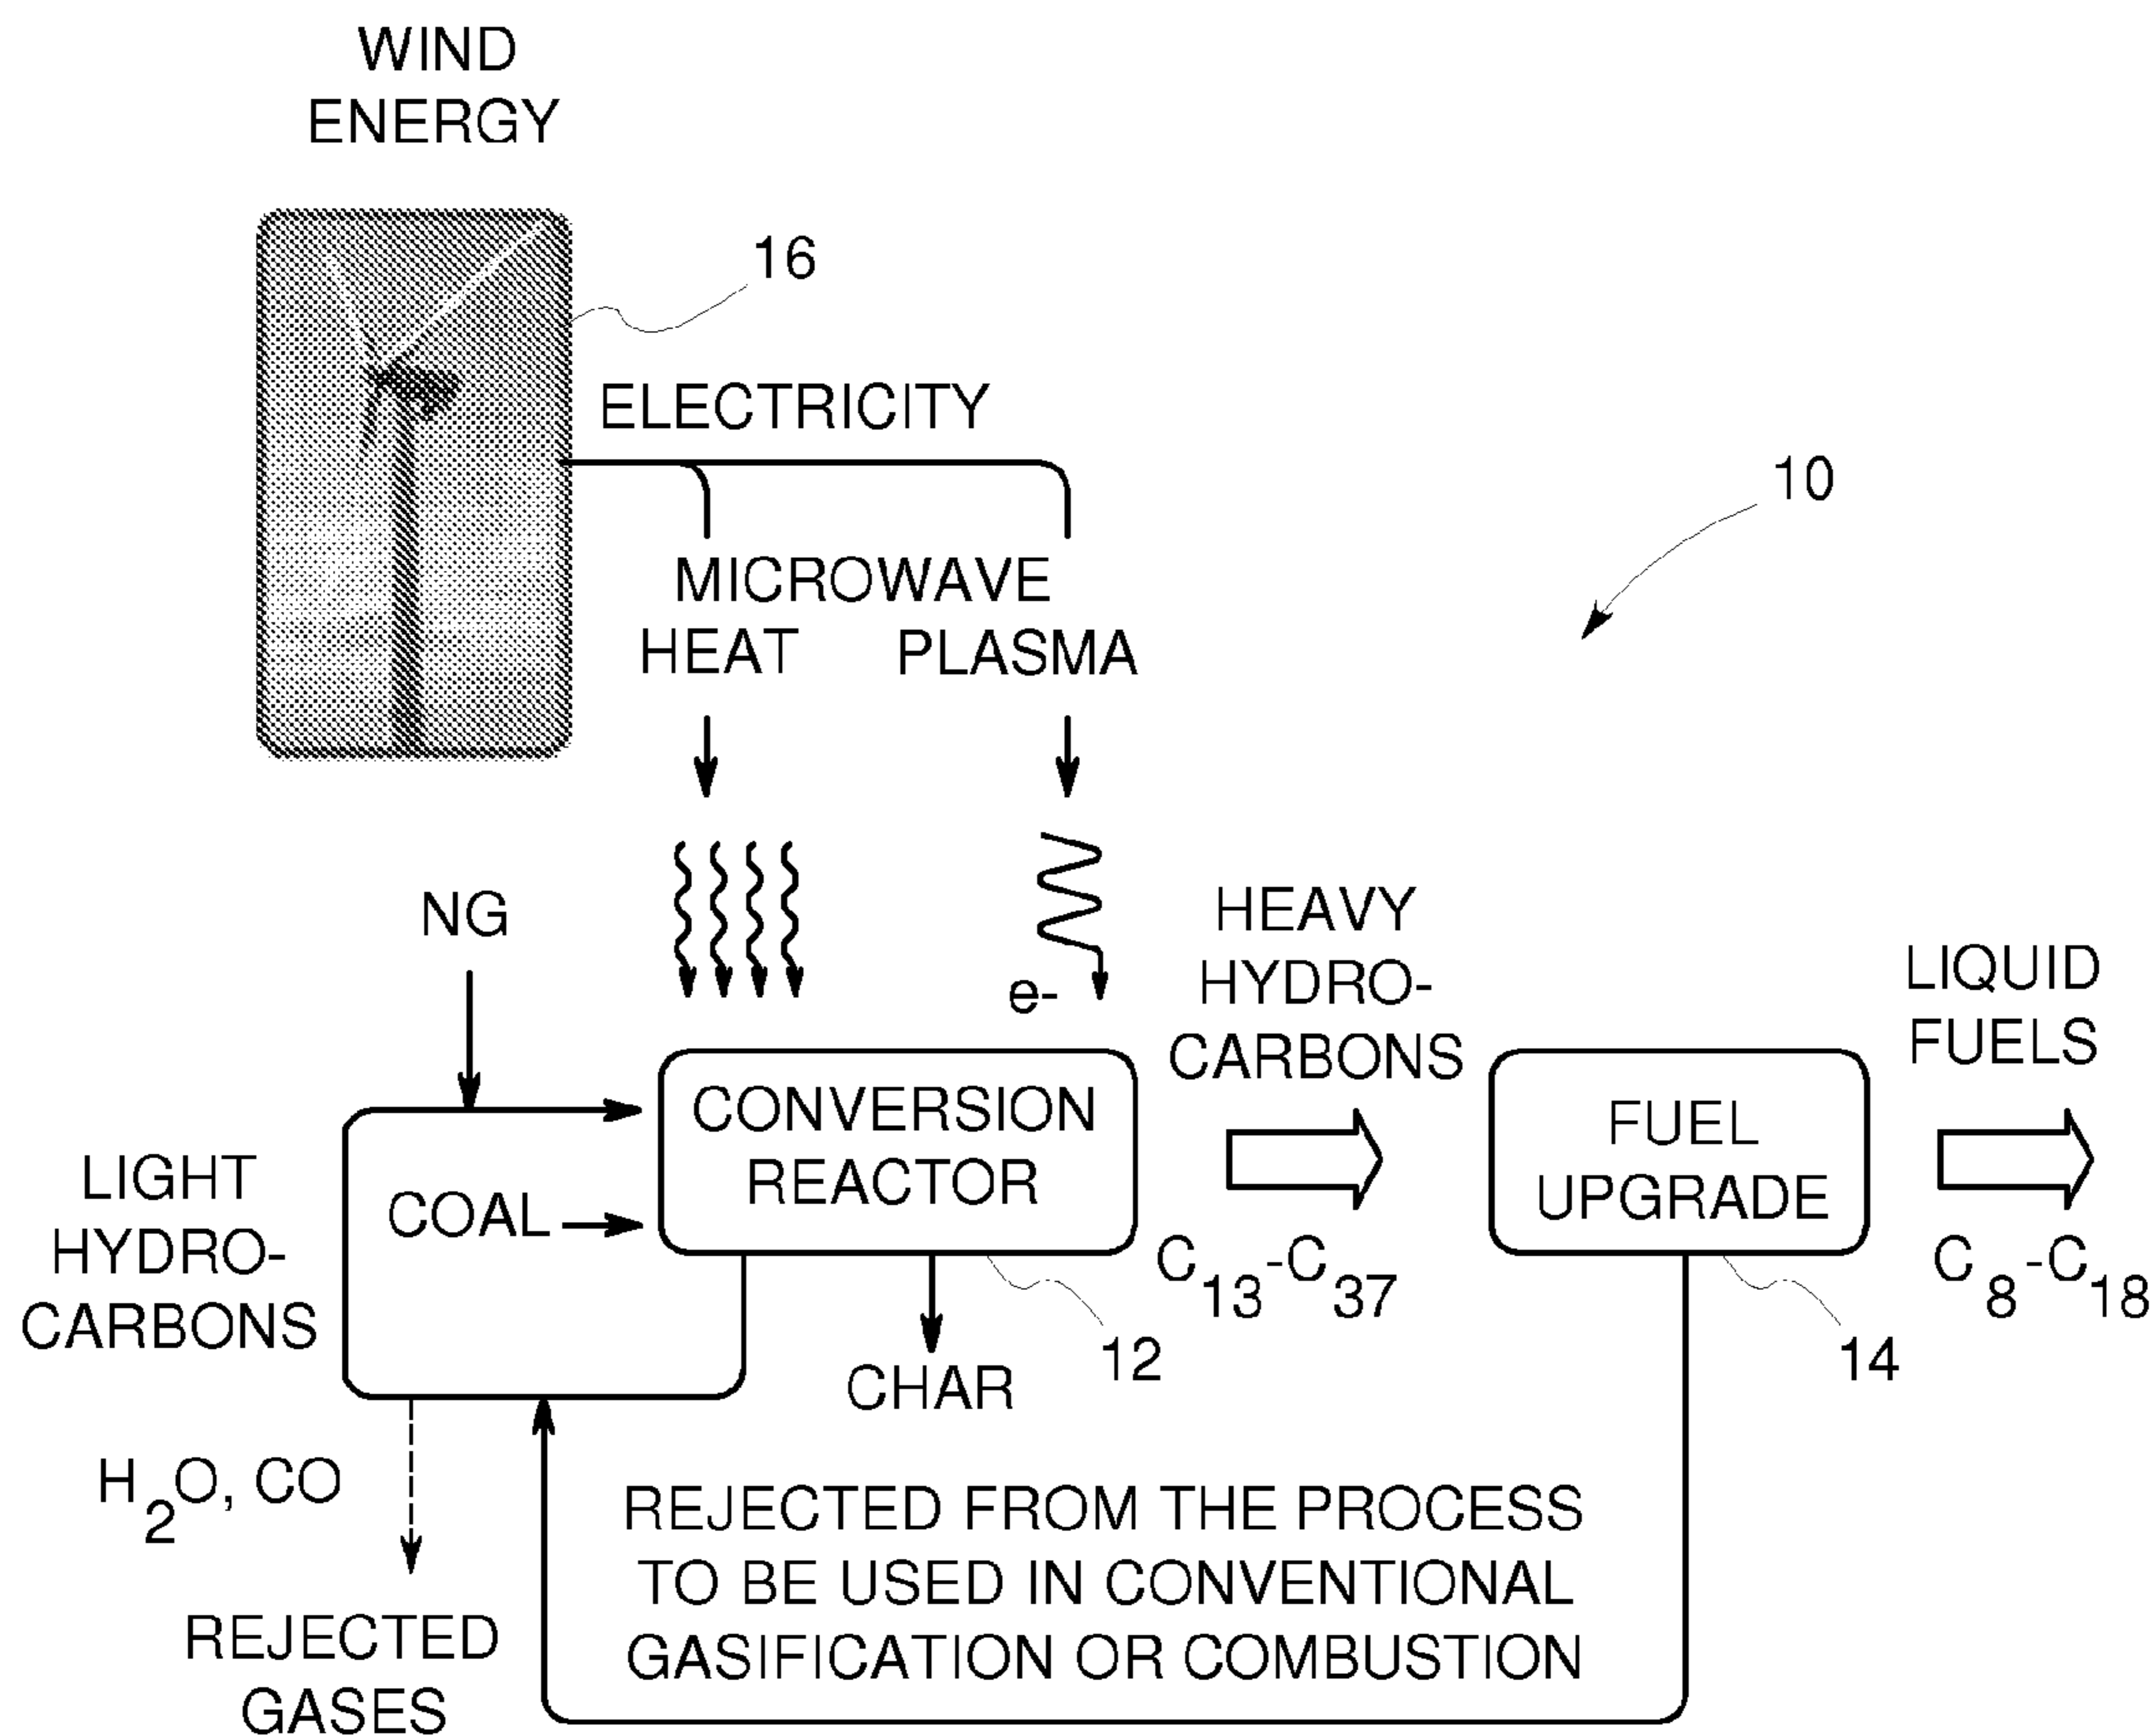 WIND
ENERGY
16
ELECTRICITY
10
MICROWAVE
HEAT PLASMA
NG
e-
HEAVY
HYDRO-
CARBONS
LIQUID
FUELS
CONVERSION
REACTOR
FUEL
UPGRADE
LIGHT
HYDRO-
CARBONS
COAL
C13-C37
C8-C18
12
14
CHAR
H2O, CO
REJECTED FROM THE PROCESS
TO BE USED IN CONVENTIONAL
GASIFICATION OR COMBUSTION
REJECTED
GASES